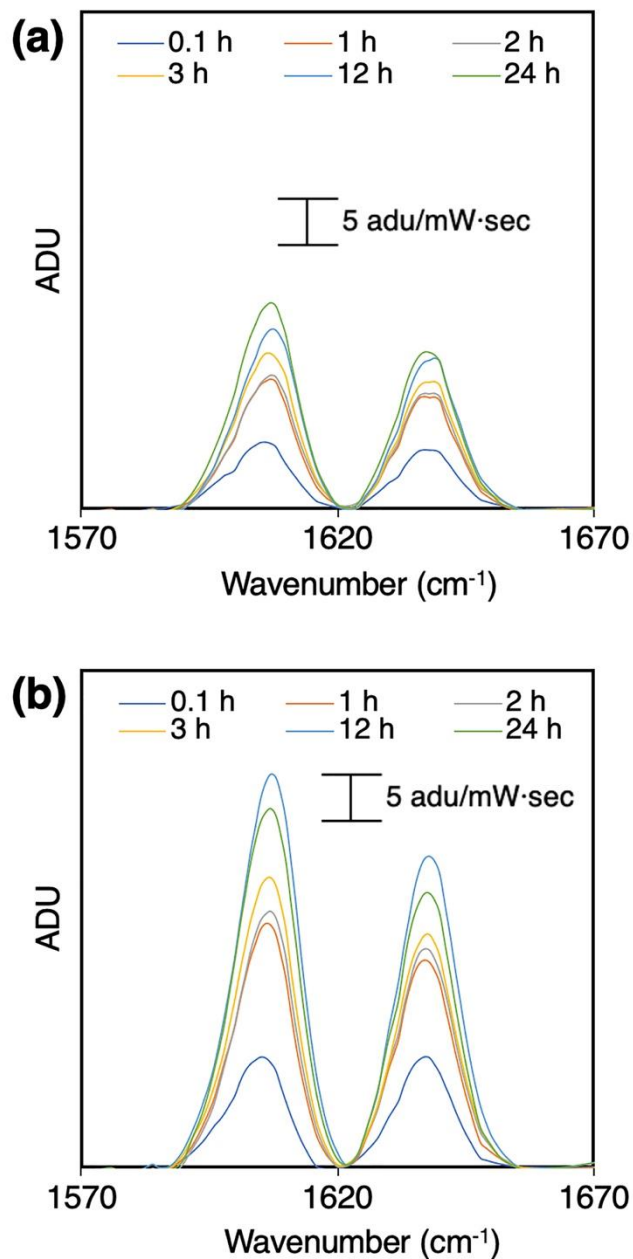 (a)
0.1 h 1 h 2 h
3 h 12 h 24 h
5 adu/mW·sec
ADU
1570 1620 1670
Wavenumber (cm⁻¹)
(b)
0.1 h 1 h 2 h
3 h 12 h 24 h
5 adu/mW·sec
ADU
1570 1620 1670
Wavenumber (cm⁻¹)